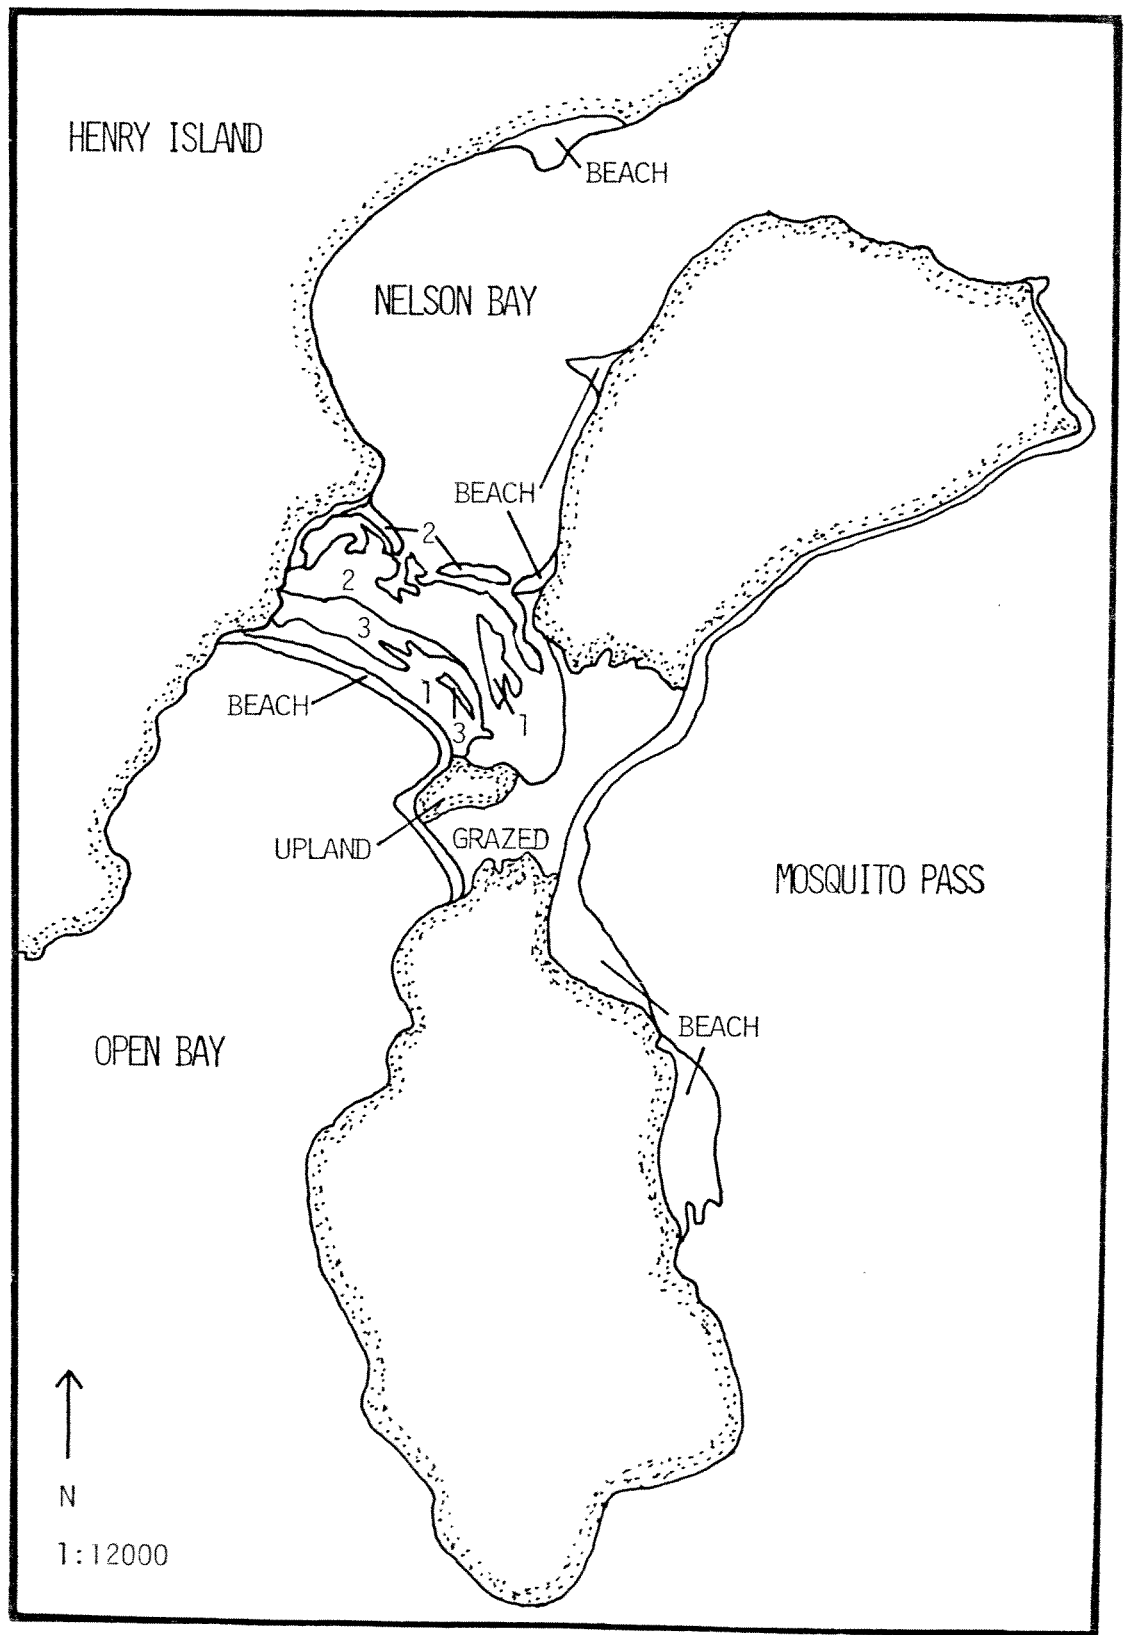 HENRY ISLAND
BEACH
NELSON BAY
BEACH
2
2
3
BEACH
1
3
1
UPLAND
GRAZED
MOSQUITO PASS
BEACH
OPEN BAY
N
1:12000